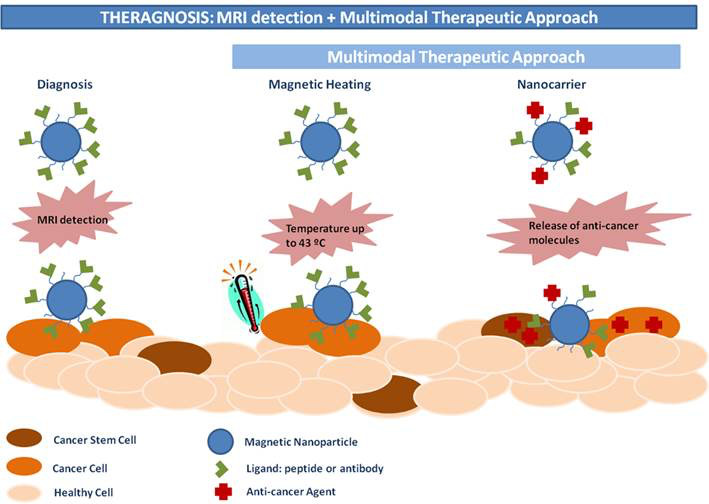 THERAGNOSIS: MRI detection + Multimodal Therapeutic Approach
Multimodal Therapeutic Approach
Diagnosis
Magnetic Heating
Nanocarrier
MRI detection
Temperature up
to 43 ºC
Release of anti-cancer
molecules
Cancer Stem Cell
Cancer Cell
Healthy Cell
Magnetic Nanoparticle
Ligand: peptide or antibody
Anti-cancer Agent